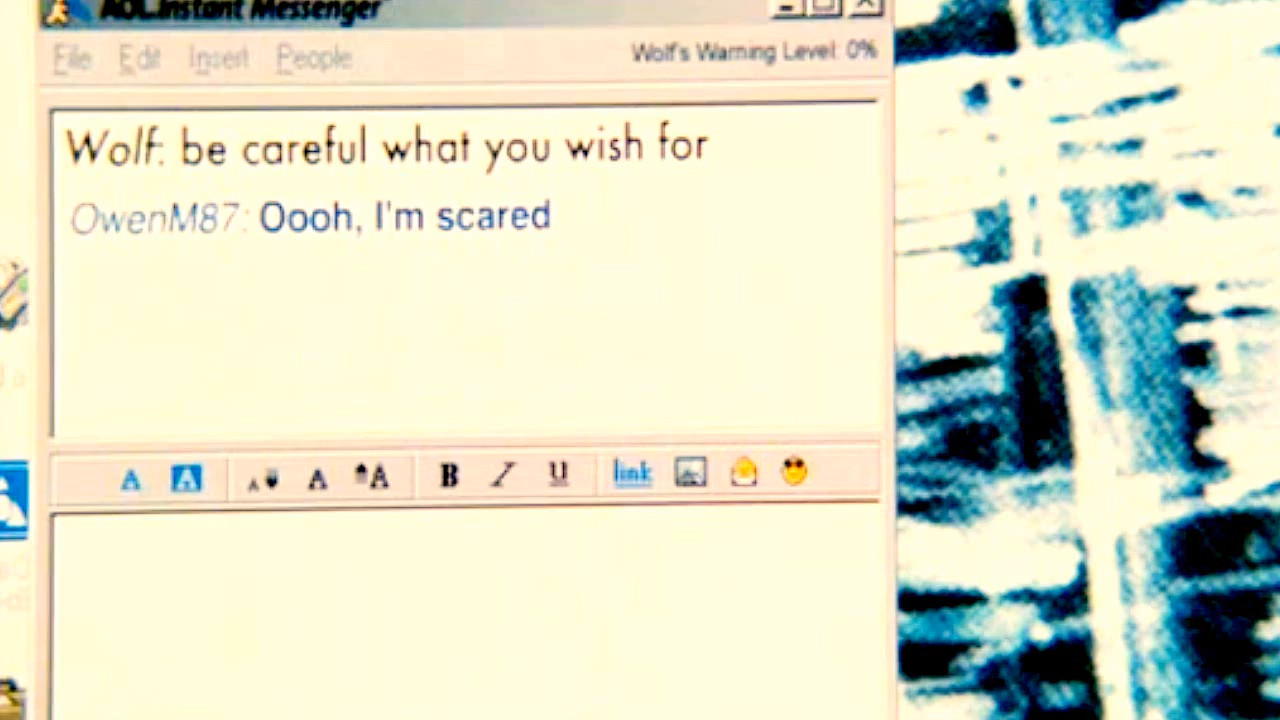 AOL Instant Messenger
File Edit Insert People Wolf's Warning Level: 0%
Wolf: be careful what you wish for
OwenM87: Oooh, I'm scared
A A A A A B I U link